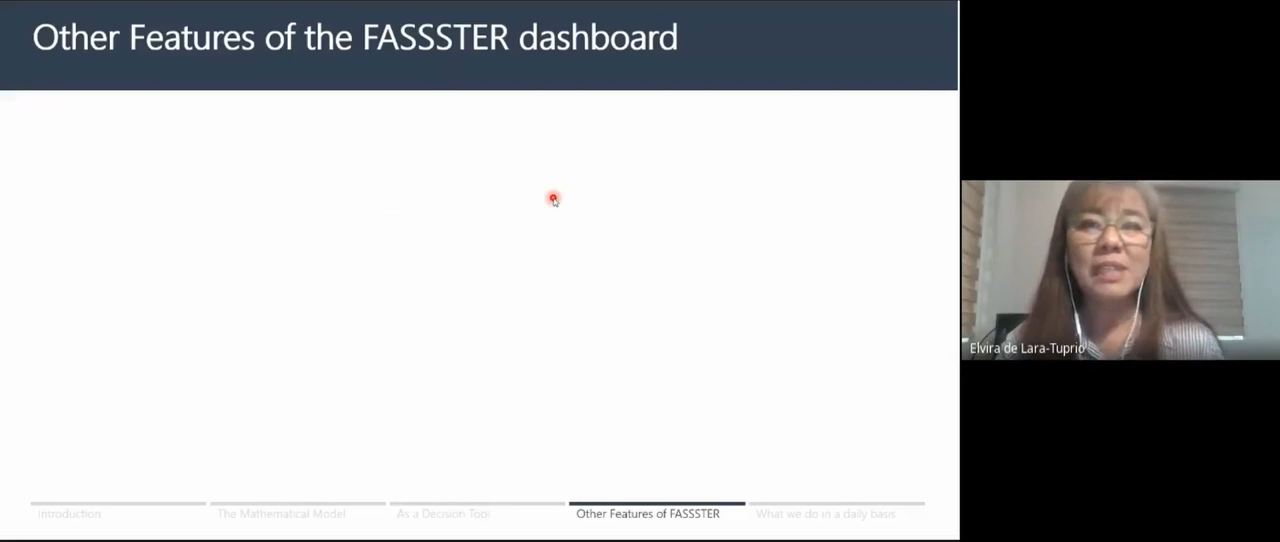 Other Features of the FASSSTER dashboard
Elvira de Lara-Tuprio
Introduction
The Mathematical Model
As a Decision Tool
Other Features of FASSSTER
What we do in a daily basis